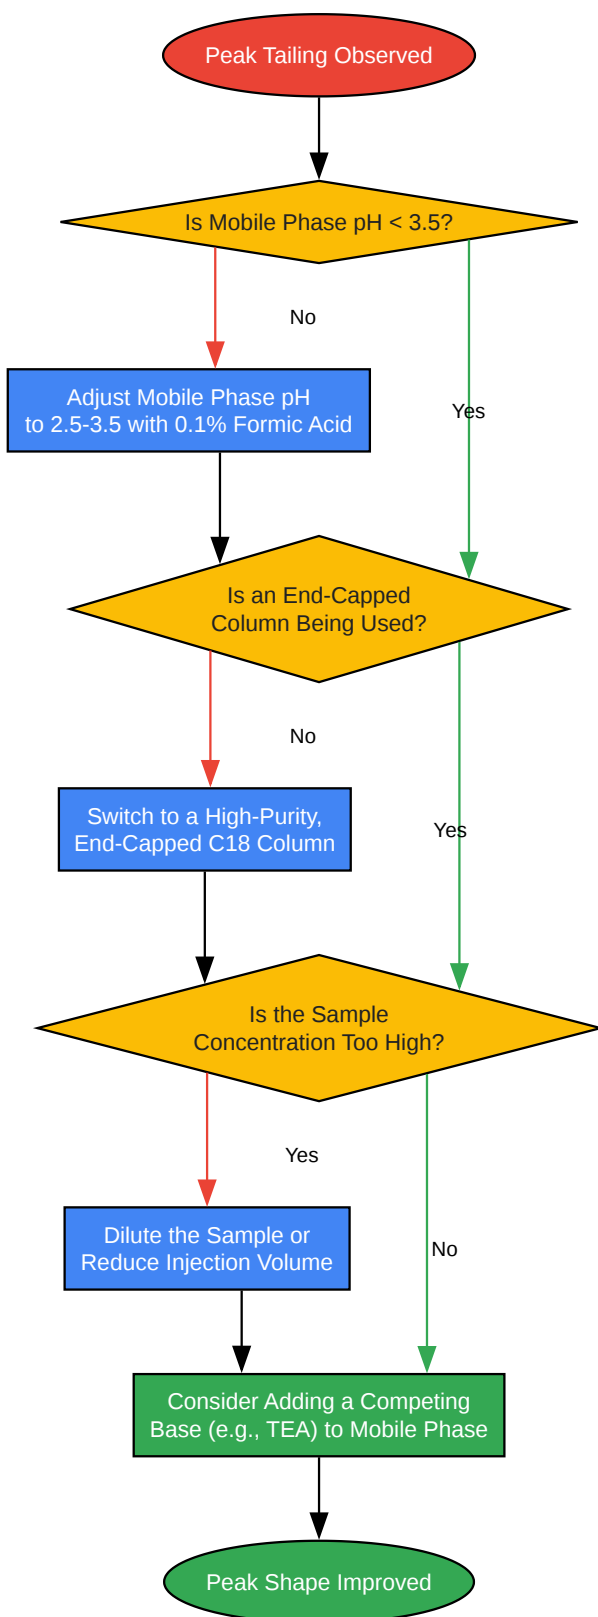 Peak Tailing Observed
Is Mobile Phase pH < 3.5?
No
Adjust Mobile Phase pH
to 2.5-3.5 with 0.1% Formic Acid
Yes
Is an End-Capped
Column Being Used?
No
Switch to a High-Purity,
End-Capped C18 Column
Yes
Is the Sample
Concentration Too High?
Yes
Dilute the Sample or
Reduce Injection Volume
No
Consider Adding a Competing
Base (e.g., TEA) to Mobile Phase
Peak Shape Improved